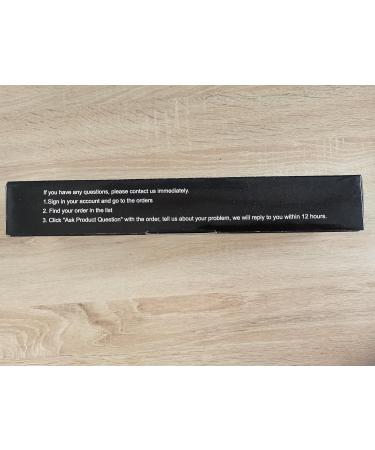 If you have any questions, please contact us immediately.
1.Sign in your account and go to the orders
2. Find your order in the list
3. Click "Ask Product Question" with the order, tell us about your problem, we will reply to you within 12 hours.